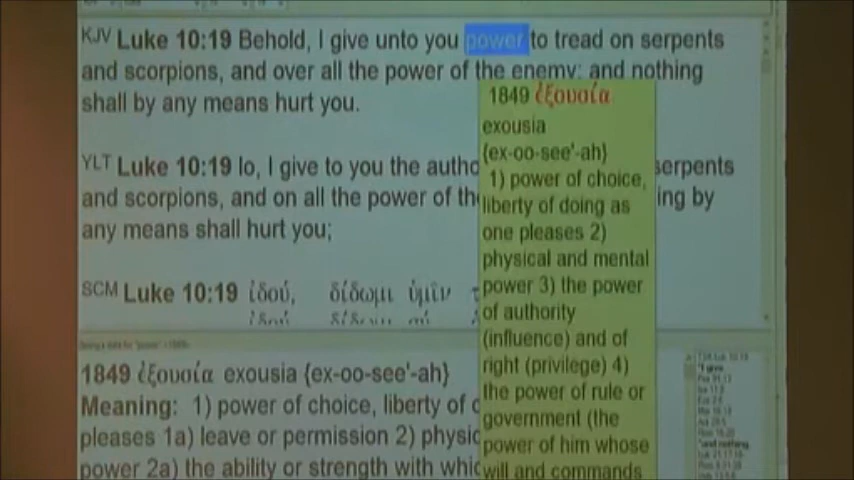 KJV Luke 10:19 Behold, I give unto you power to tread on serpents
and scorpions, and over all the power of the enemy: and nothing
shall by any means hurt you.
YLT Luke 10:19 lo, I give to you the autho serpents
and scorpions, and on all the power of th ing by
any means shall hurt you;
SCM Luke 10:19 ἰδού, δίδωμι ὑμῖν τ
1849 ἐξουσία
exousia
{ex-oo-see'-ah}
1) power of choice,
liberty of doing as
one pleases 2)
physical and mental
power 3) the power
of authority
(influence) and of
right (privilege) 4)
the power of rule or
government (the
power of him whose
will and commands
1849 ἐξουσία exousia {ex-oo-see'-ah}
Meaning: 1) power of choice, liberty of d
pleases 1a) leave or permission 2) physic
power 2a) the ability or strength with whic
"I give
"and nothing